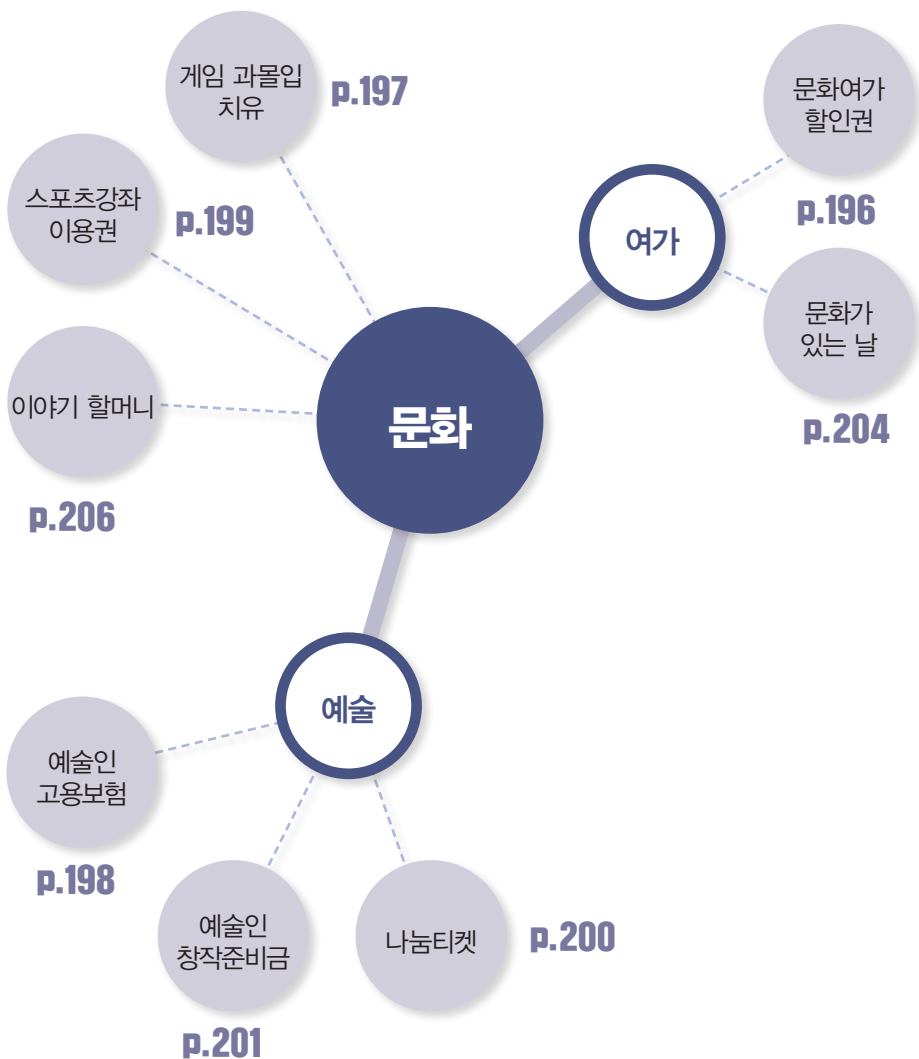 게임 과몰입
치유
p.197
문화여가
할인권
p.196
스포츠강좌
이용권
p.199
여가
문화가
있는 날
p.204
이야기 할머니
p.206
문화
예술
예술인
고용보험
p.198
예술인
창작준비금
p.201
나눔티켓
p.200